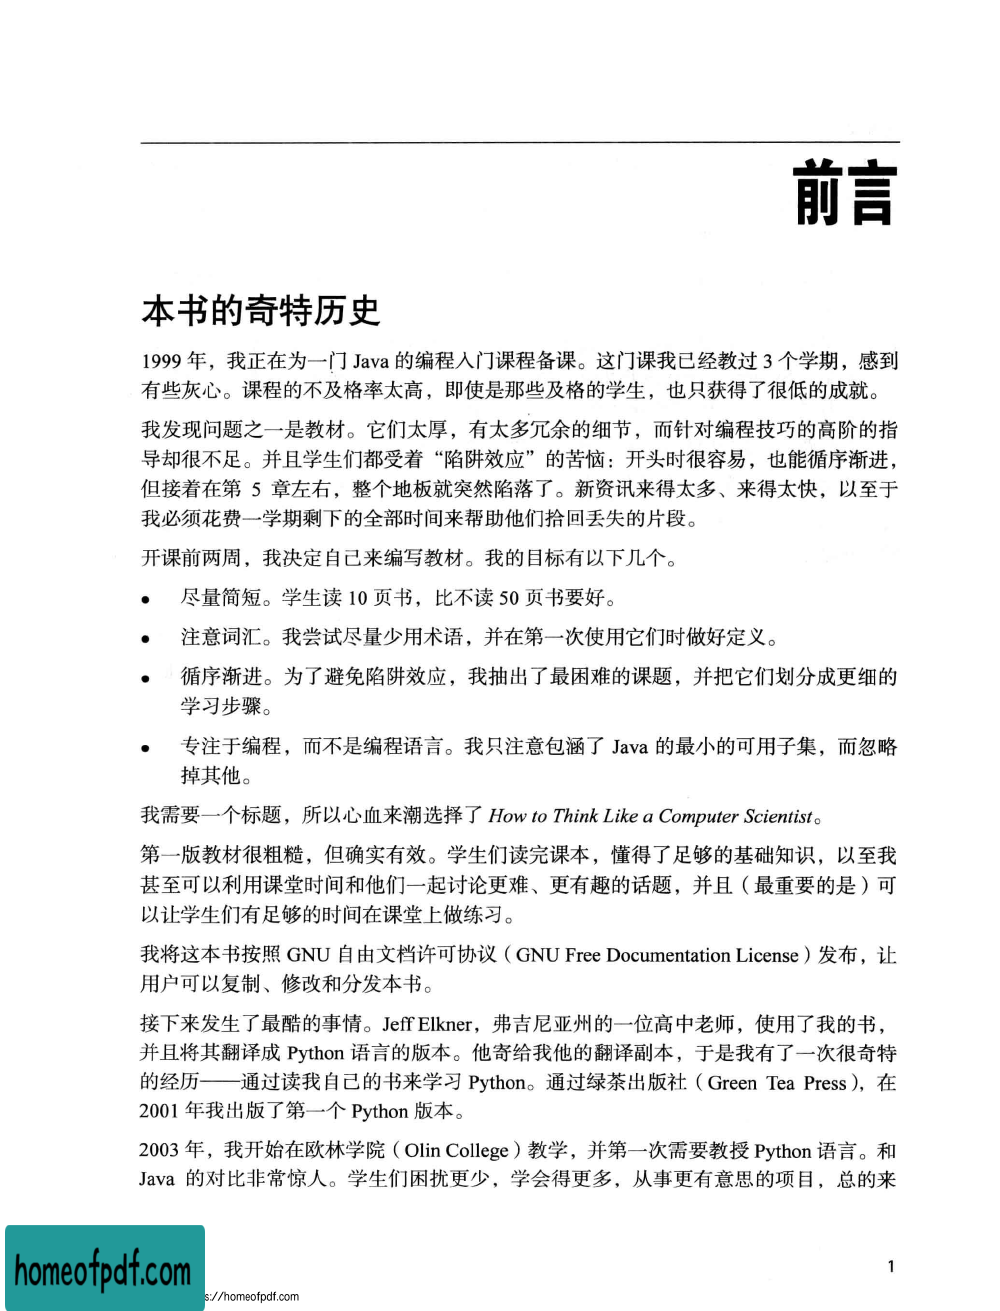 前言
本书的奇特历史
1999 年，我正在为一门 Java 的编程入门课程备课。这门课我已经教过 3 个学期，感到
有些灰心。课程的不及格率太高，即使是那些及格的学生，也只获得了很低的成就。
我发现问题之一是教材。它们太厚，有太多冗余的细节，而针对编程技巧的高阶的指
导却很不足。并且学生们都受着“陷阱效应”的苦恼：开头时很容易，也能循序渐进，
但接着在第 5 章左右，整个地板就突然陷落了。新资讯来得太多、来得太快，以至于
我必须花费一学期剩下的全部时间来帮助他们拾回丢失的片段。
开课前两周，我决定自己来编写教材。我的目标有以下几个。
● 尽量简短。学生读 10 页书，比不读 50 页书要好。
● 注意词汇。我尝试尽量少用术语，并在第一次使用它们时做好定义。
● 循序渐进。为了避免陷阱效应，我抽出了最困难的课题，并把它们划分成更细的
学习步骤。
● 专注于编程，而不是编程语言。我只注意包涵了 Java 的最小的可用子集，而忽略
掉其他。
我需要一个标题，所以心血来潮选择了 How to Think Like a Computer Scientist。
第一版教材很粗糙，但确实有效。学生们读完课本，懂得了足够的基础知识，以至我
甚至可以利用课堂时间和他们一起讨论更难、更有趣的话题，并且（最重要的是）可
以让学生们有足够的时间在课堂上做练习。
我将这本书按照 GNU 自由文档许可协议（GNU Free Documentation License）发布，让
用户可以复制、修改和分发本书。
接下来发生了最酷的事情。Jeff Elkner，弗吉尼亚州的一位高中老师，使用了我的书，
并且将其翻译成 Python 语言的版本。他寄给我他的翻译副本，于是我有了一次很奇特
的经历——通过读我自己的书来学习 Python。通过绿茶出版社（Green Tea Press），在
2001 年我出版了第一个 Python 版本。
2003 年，我开始在欧林学院（Olin College）教学，并第一次需要教授 Python 语言。和
Java 的对比非常惊人。学生们困扰更少，学会得更多，从事更有意思的项目，总的来
1
homeofpdf.com
s://homeofpdf.com